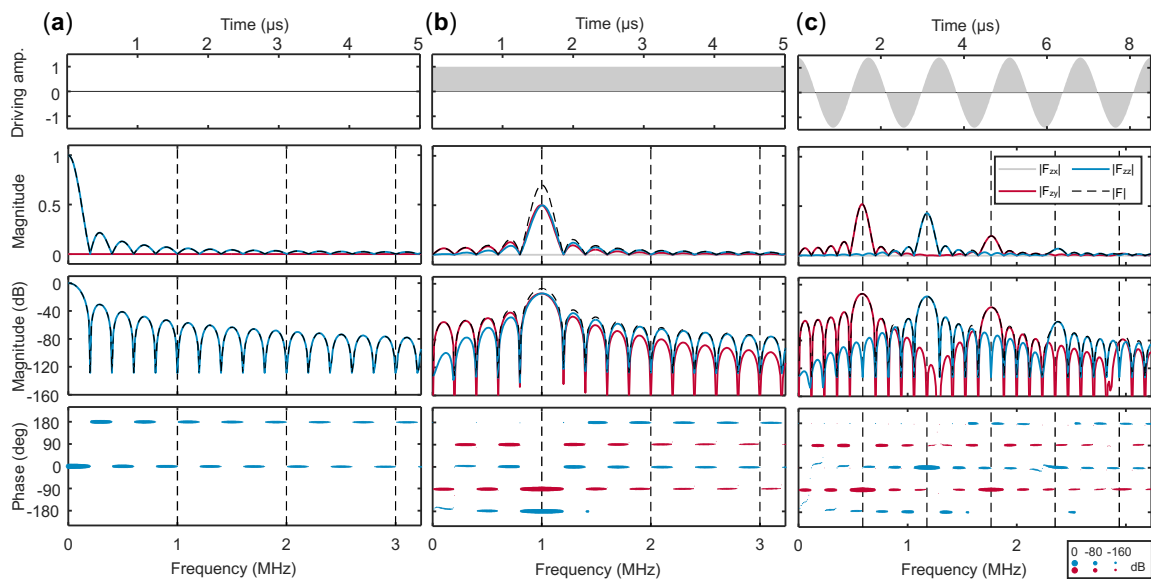 (a) (b) (c)
Time (µs) Time (µs) Time (µs)
1 2 3 4 5 1 2 3 4 5 2 4 6 8
Driving amp.
1
0
-1
Magnitude
1
0.5
0
|Fzx| |Fzz|
|Fzy| |F|
Magnitude (dB)
0
-40
-80
-120
-160
Phase (deg)
180
90
0
-90
-180
0 1 2 3 0 1 2 3 0 1 2
Frequency (MHz) Frequency (MHz) Frequency (MHz)
0 -80 -160
dB